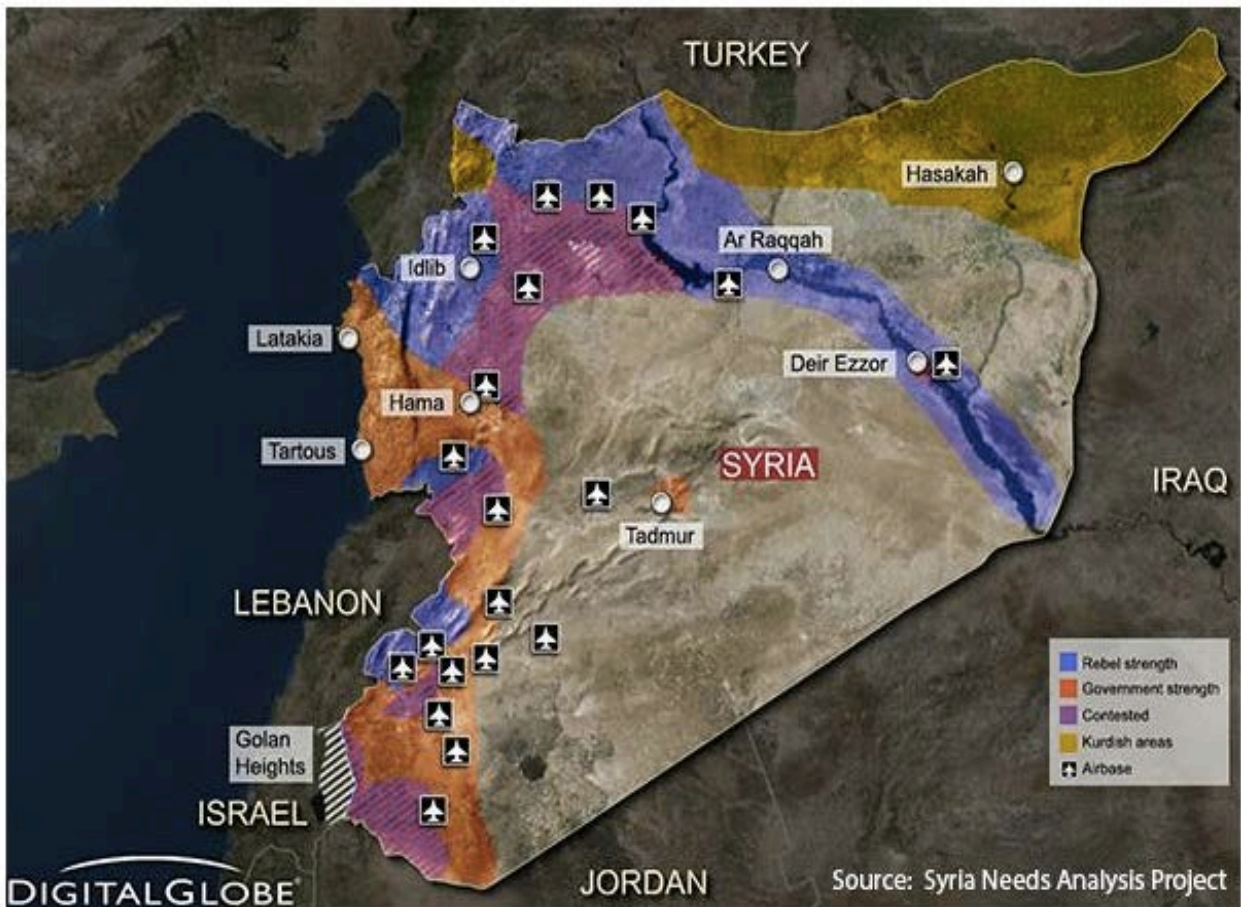 TURKEY
Hasakah
Ar Raqqah
Idlib
Latakia
Deir Ezzor
Hama
Tartous
SYRIA
IRAQ
Tadmur
LEBANON
Rebel strength
Government strength
Contested
Kurdish areas
Airbase
Golan
Heights
ISRAEL
JORDAN
DIGITALGLOBE®
Source: Syria Needs Analysis Project